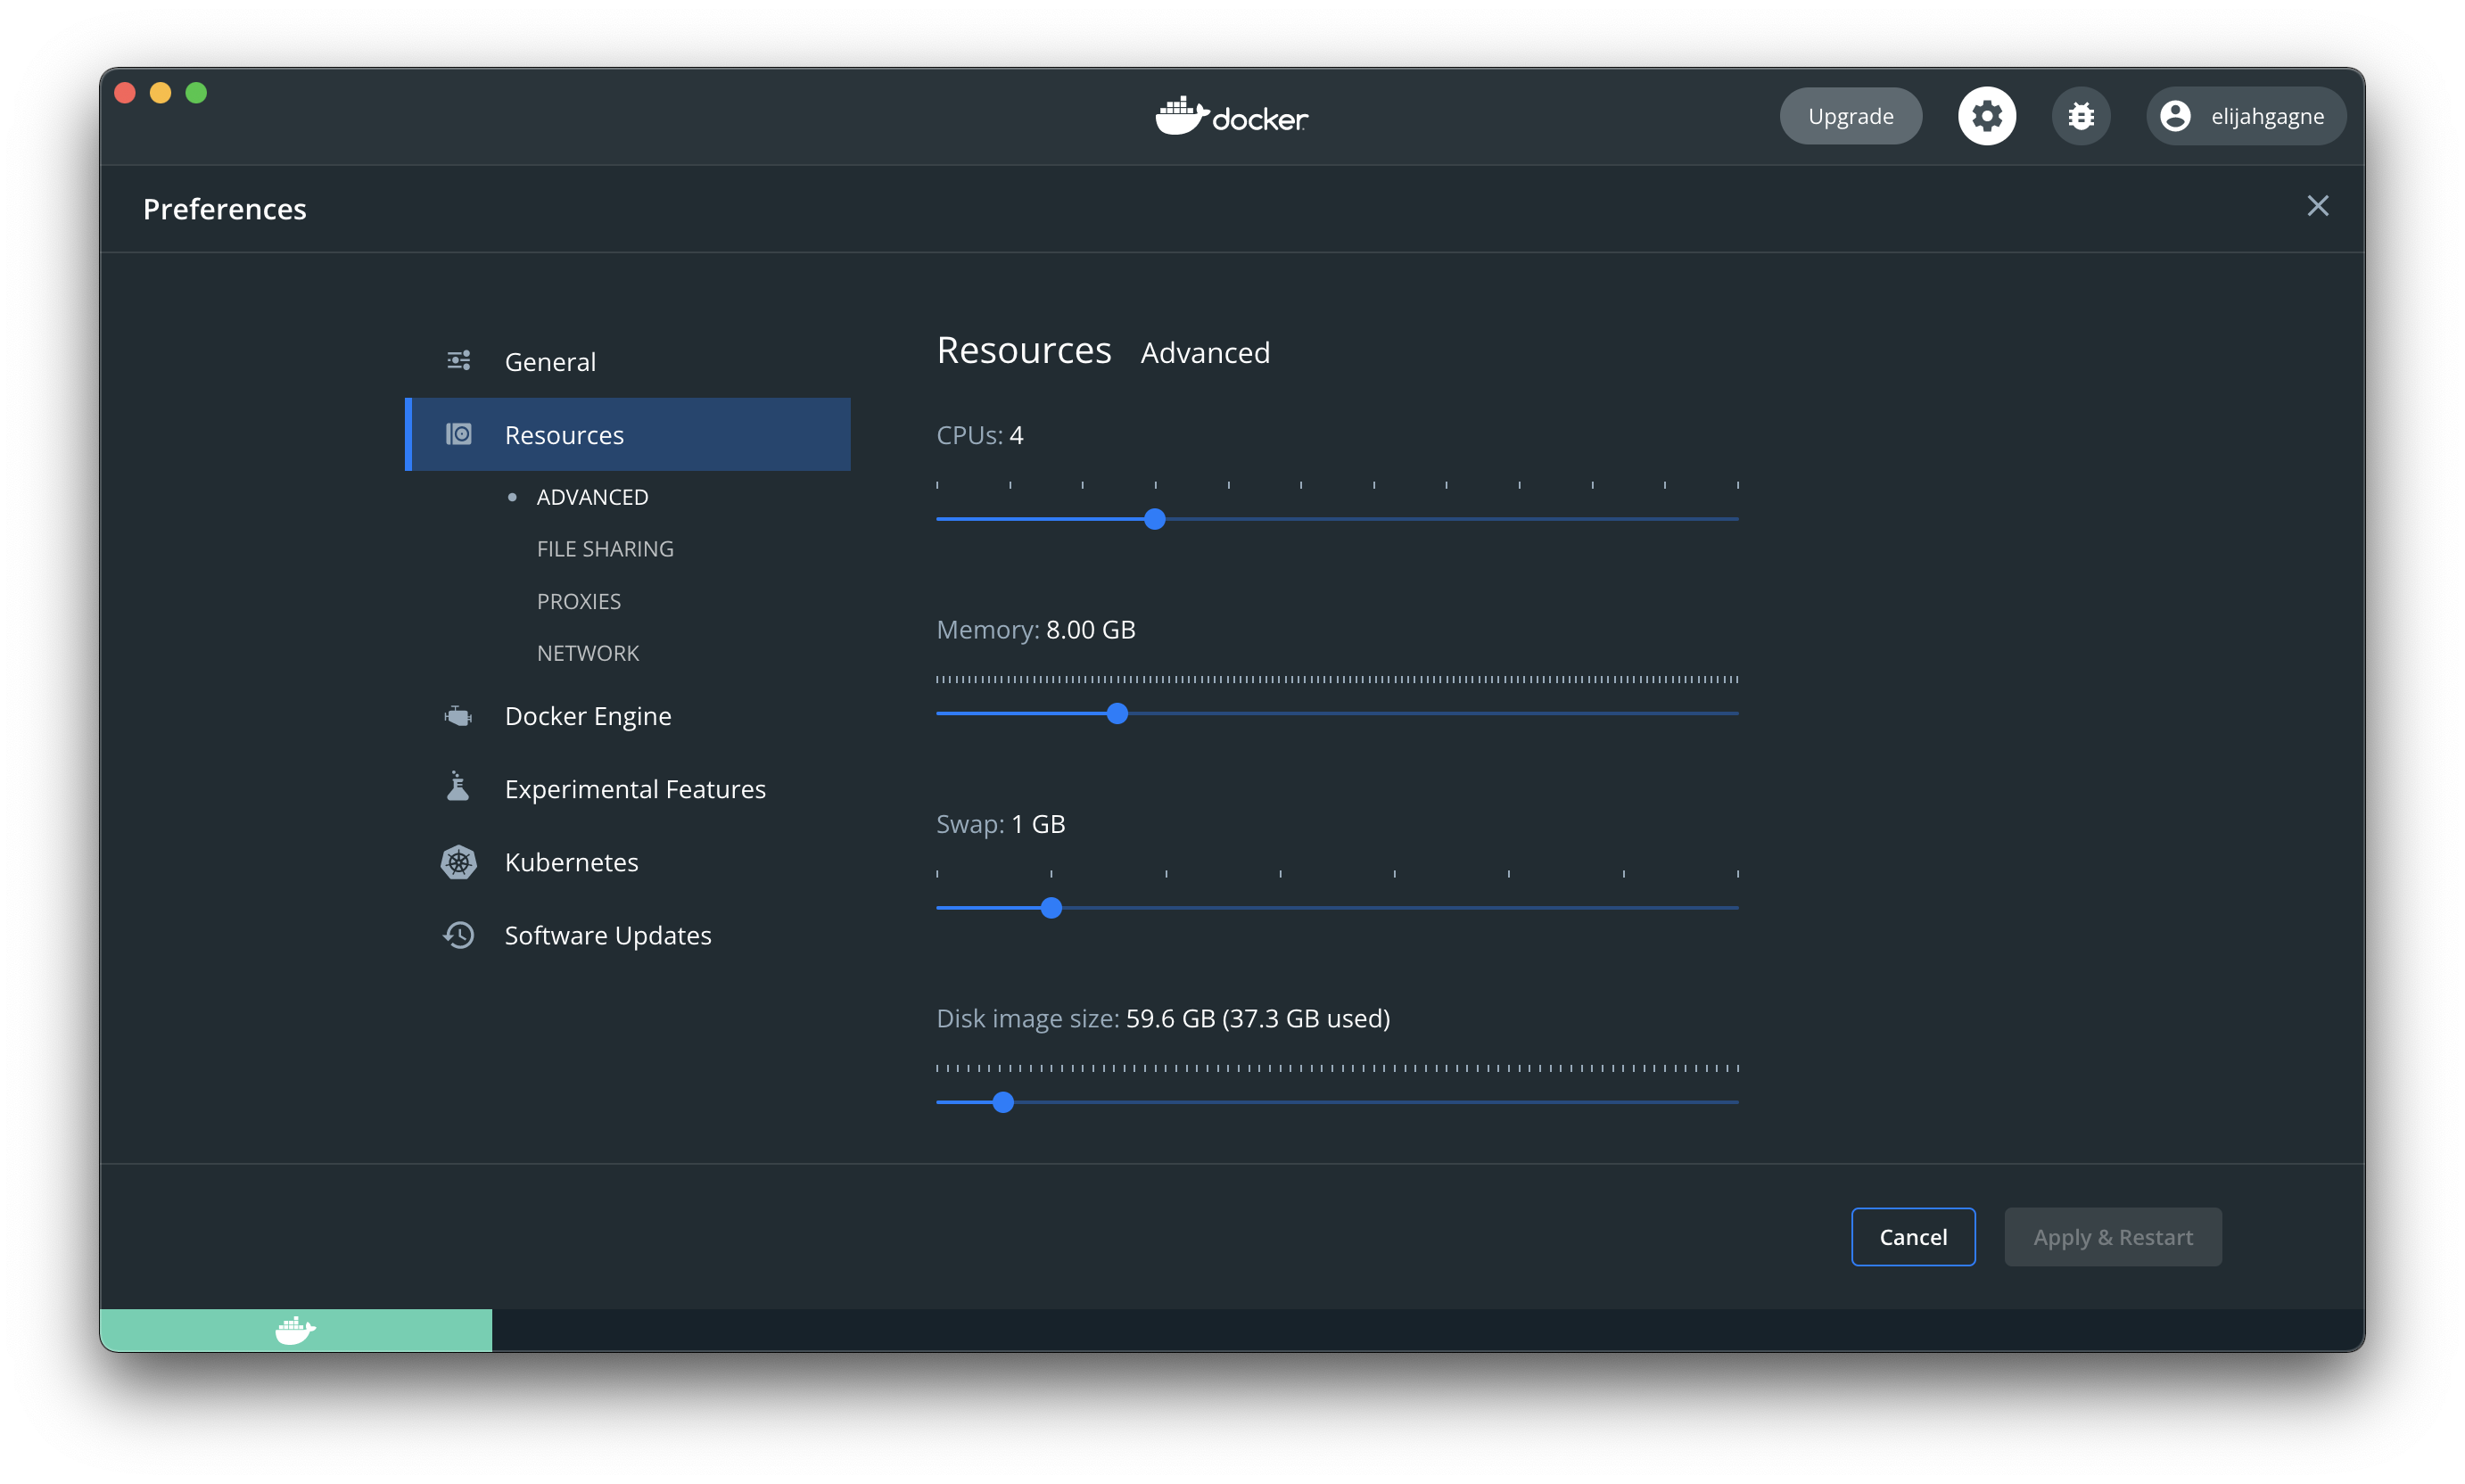 docker
Upgrade
elijahgagne
Preferences
General
Resources
ADVANCED
FILE SHARING
PROXIES
NETWORK
Docker Engine
Experimental Features
Kubernetes
Software Updates
Resources Advanced
CPUs: 4
Memory: 8.00 GB
Swap: 1 GB
Disk image size: 59.6 GB (37.3 GB used)
Cancel
Apply & Restart